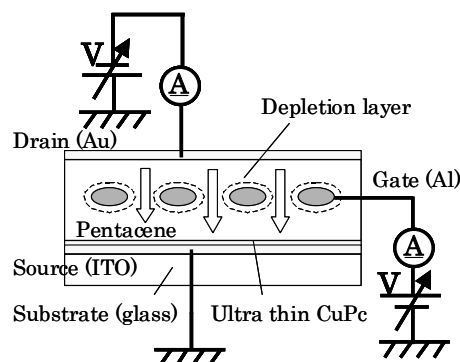 V
A
Depletion layer
Drain (Au)
Gate (Al)
Pentacene
A
Source (ITO)
V
Substrate (glass)
Ultra thin CuPc